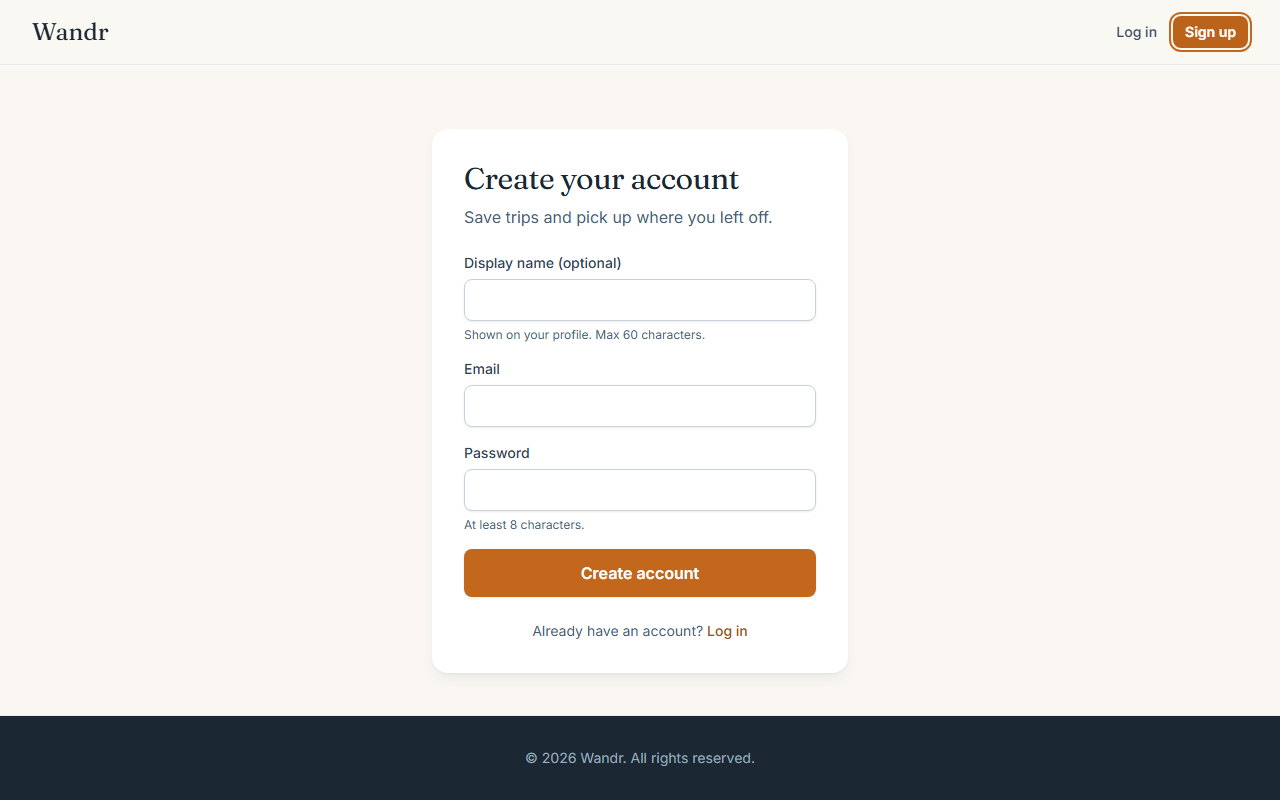 Wandr
Log in
Sign up
Create your account
Save trips and pick up where you left off.
Display name (optional)
Shown on your profile. Max 60 characters.
Email
Password
At least 8 characters.
Create account
Already have an account? Log in
© 2026 Wandr. All rights reserved.